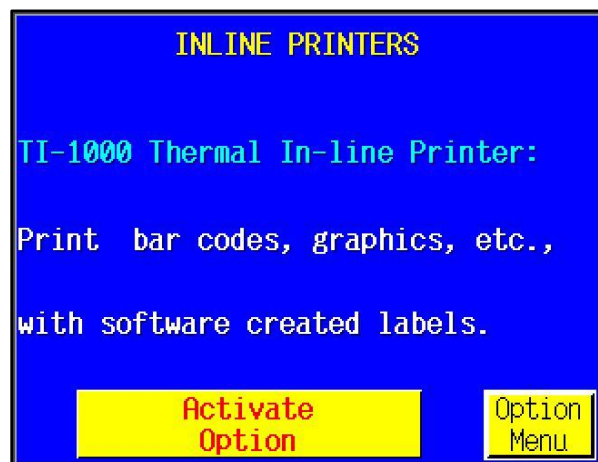 INLINE PRINTERS
TI-1000 Thermal In-line Printer:
Print bar codes, graphics, etc.,
with software created labels.
Activate
Option
Option
Menu